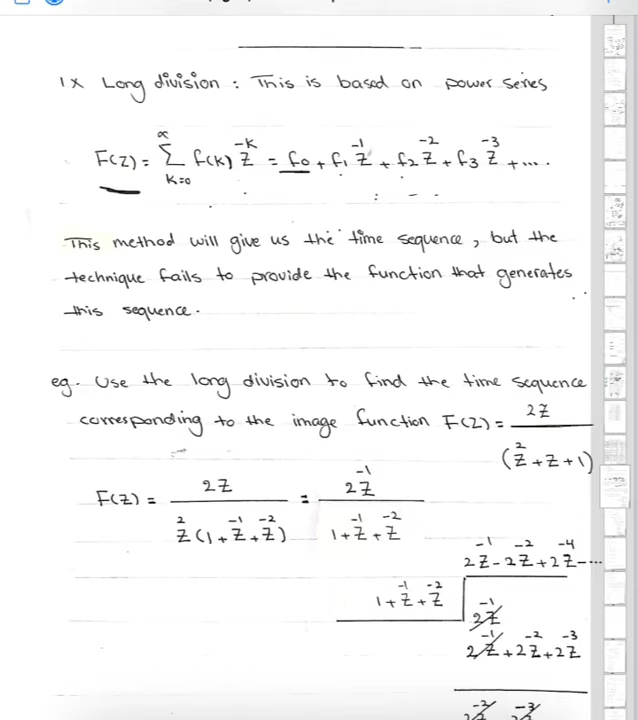 1x Long division : This is based on power series
F(Z) = ∑_{K=0}^{∝} f(K) Z^{-K} = f0 + f1 Z^{-1} + f2 Z^{-2} + f3 Z^{-3} + ....
This method will give us the time sequence, but the
technique fails to provide the function that generates
this sequence.
eg. Use the long division to find the time sequence
corresponding to the image function F(Z) = 2Z / (Z^2 + Z + 1)
F(Z) = 2Z / Z^2 (1 + Z^{-1} + Z^{-2}) = 2Z^{-1} / 1 + Z^{-1} + Z^{-2}
2Z^{-1} - 2Z^{-2} + 2Z^{-4} - ...
1 + Z^{-1} + Z^{-2}
2Z^{-1}
2Z^{-1} + 2Z^{-2} + 2Z^{-3}